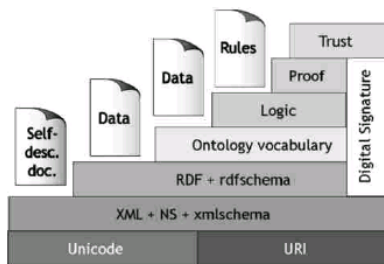 Trust
Rules
Proof
Data
Logic
Data
Self-
desc.
doc.
Ontology vocabulary
Digital Signature
RDF + rdfschema
XML + NS + xmlschema
Unicode
URI